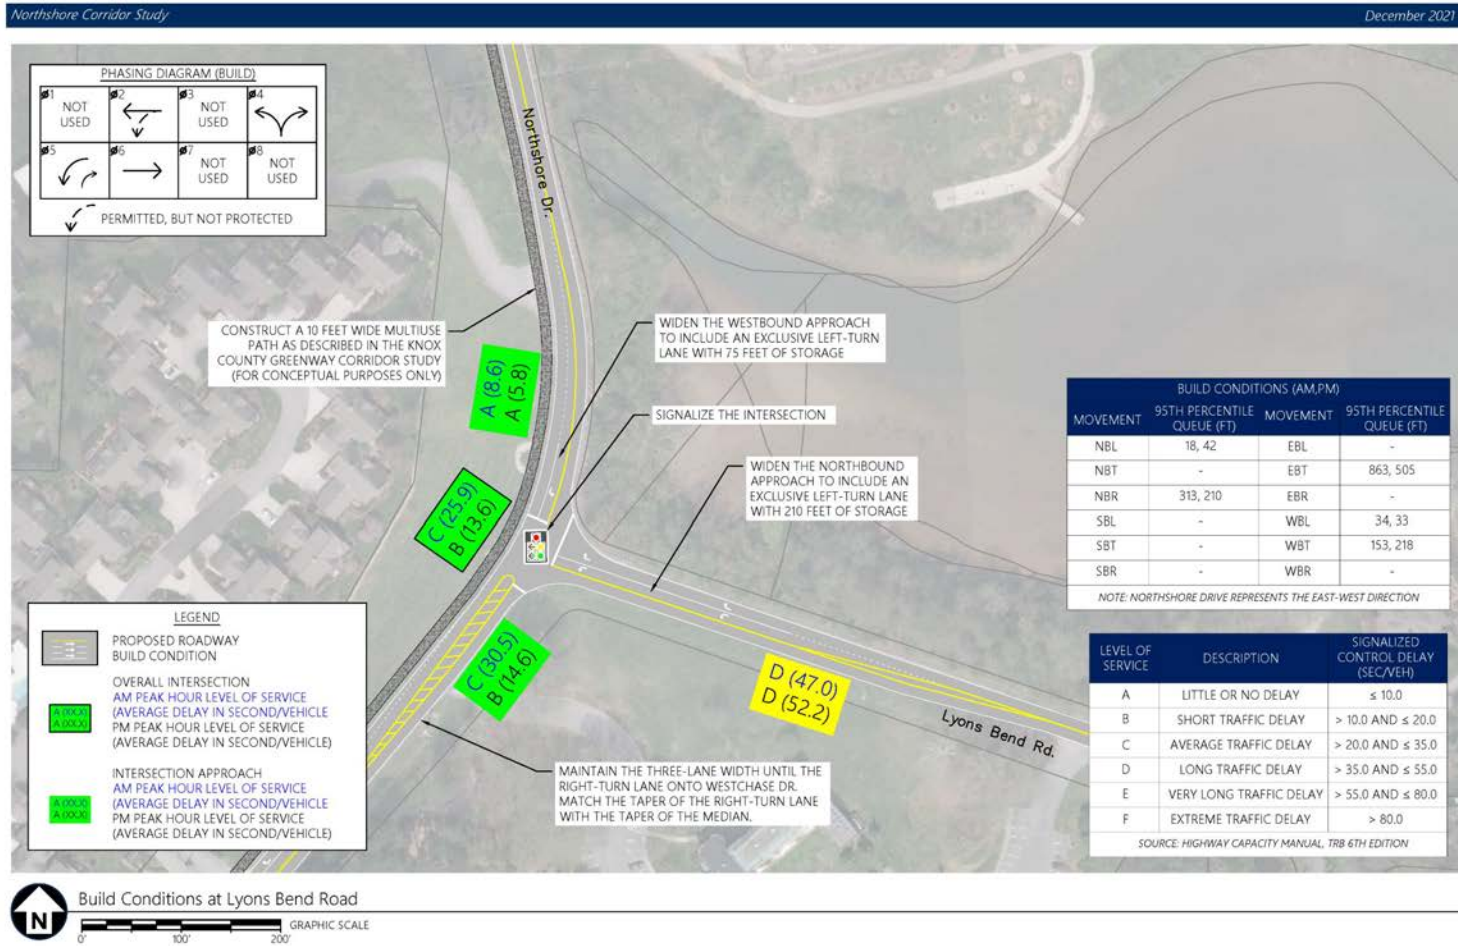 Northshore Corridor Study
December 2021
PHASING DIAGRAM (BUILD)
ø1 NOT USED
ø2
ø3 NOT USED
ø4
ø5
ø6
ø7 NOT USED
ø8 NOT USED
PERMITTED, BUT NOT PROTECTED
Northshore Dr.
CONSTRUCT A 10 FEET WIDE MULTIUSE
PATH AS DESCRIBED IN THE KNOX
COUNTY GREENWAY CORRIDOR STUDY
(FOR CONCEPTUAL PURPOSES ONLY)
A (8.6)
A (5.8)
WIDEN THE WESTBOUND APPROACH
TO INCLUDE AN EXCLUSIVE LEFT-TURN
LANE WITH 75 FEET OF STORAGE
SIGNALIZE THE INTERSECTION
WIDEN THE NORTHBOUND
APPROACH TO INCLUDE AN
EXCLUSIVE LEFT-TURN LANE
WITH 210 FEET OF STORAGE
C (25.9)
B (13.6)
C (30.5)
B (14.6)
D (47.0)
D (52.2)
Lyons Bend Rd.
MAINTAIN THE THREE-LANE WIDTH UNTIL THE
RIGHT-TURN LANE ONTO WESTCHASE DR.
MATCH THE TAPER OF THE RIGHT-TURN LANE
WITH THE TAPER OF THE MEDIAN.
BUILD CONDITIONS (AM,PM)
MOVEMENT 95TH PERCENTILE QUEUE (FT) MOVEMENT 95TH PERCENTILE QUEUE (FT)
NBL 18, 42 EBL -
NBT - EBT 863, 505
NBR 313, 210 EBR -
SBL - WBL 34, 33
SBT - WBT 153, 218
SBR - WBR -
NOTE: NORTHSHORE DRIVE REPRESENTS THE EAST-WEST DIRECTION
LEVEL OF SERVICE DESCRIPTION SIGNALIZED CONTROL DELAY (SEC/VEH)
A LITTLE OR NO DELAY ≤ 10.0
B SHORT TRAFFIC DELAY > 10.0 AND ≤ 20.0
C AVERAGE TRAFFIC DELAY > 20.0 AND ≤ 35.0
D LONG TRAFFIC DELAY > 35.0 AND ≤ 55.0
E VERY LONG TRAFFIC DELAY > 55.0 AND ≤ 80.0
F EXTREME TRAFFIC DELAY > 80.0
SOURCE: HIGHWAY CAPACITY MANUAL, TRB 6TH EDITION
LEGEND
PROPOSED ROADWAY
BUILD CONDITION
A (XX.X)
A (XX.X)
OVERALL INTERSECTION
AM PEAK HOUR LEVEL OF SERVICE
(AVERAGE DELAY IN SECOND/VEHICLE
PM PEAK HOUR LEVEL OF SERVICE
(AVERAGE DELAY IN SECOND/VEHICLE)
A (XX.X)
A (XX.X)
INTERSECTION APPROACH
AM PEAK HOUR LEVEL OF SERVICE
(AVERAGE DELAY IN SECOND/VEHICLE
PM PEAK HOUR LEVEL OF SERVICE
(AVERAGE DELAY IN SECOND/VEHICLE)
N
Build Conditions at Lyons Bend Road
GRAPHIC SCALE
0' 100' 200'